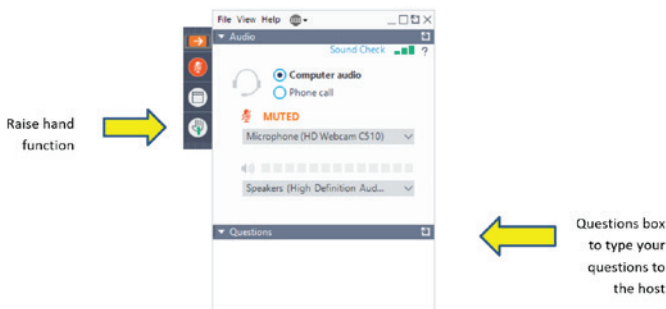 File View Help
Audio
Sound Check ?
Computer audio
Phone call
MUTED
Microphone (HD Webcam C510)
Speakers (High Definition Aud...
Questions
Raise hand
function
Questions box
to type your
questions to
the host